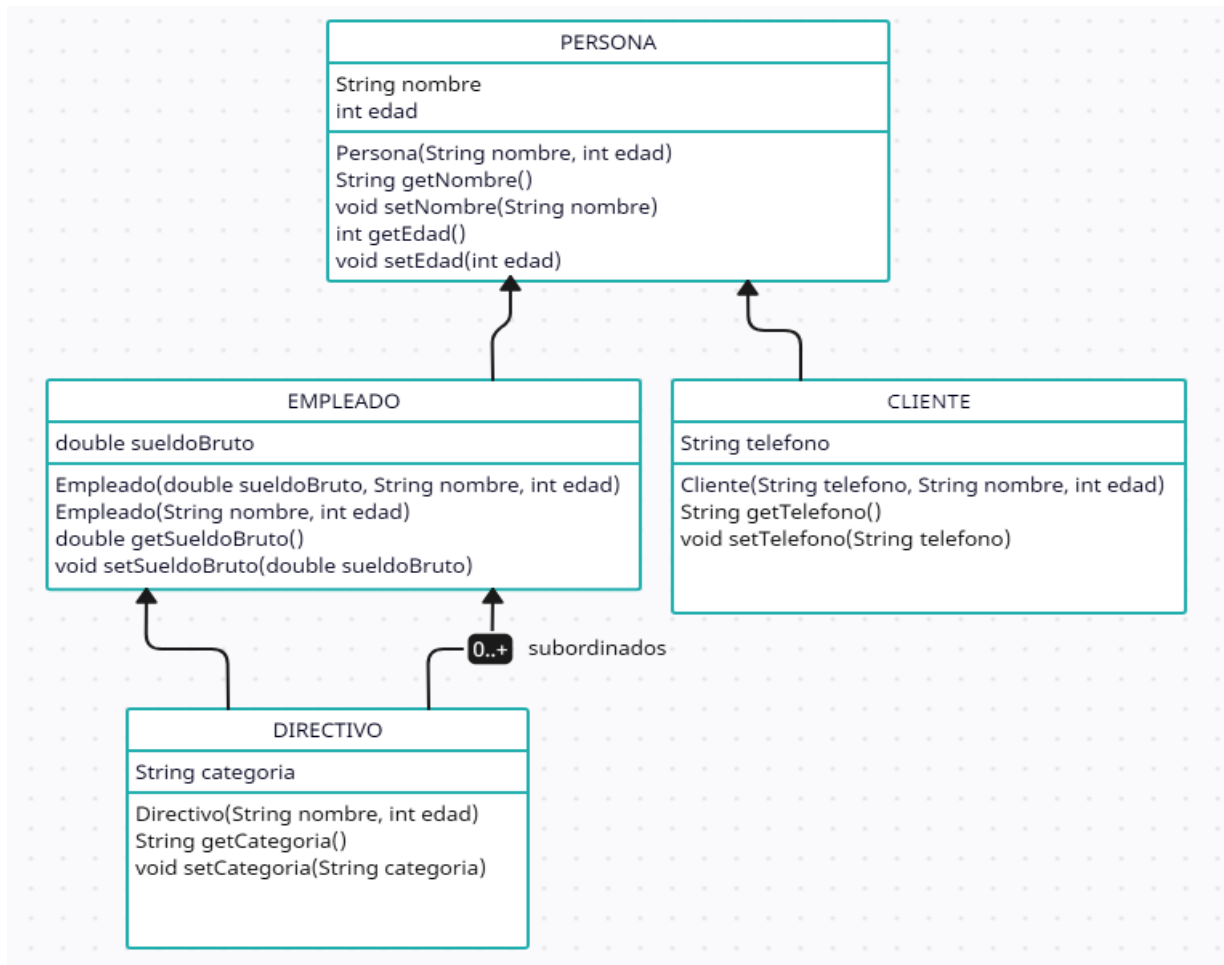 PERSONA
String nombre
int edad
Persona(String nombre, int edad)
String getNombre()
void setNombre(String nombre)
int getEdad()
void setEdad(int edad)
EMPLEADO
double sueldoBruto
Empleado(double sueldoBruto, String nombre, int edad)
Empleado(String nombre, int edad)
double getSueldoBruto()
void setSueldoBruto(double sueldoBruto)
CLIENTE
String telefono
Cliente(String telefono, String nombre, int edad)
String getTelefono()
void setTelefono(String telefono)
0..+ subordinados
DIRECTIVO
String categoria
Directivo(String nombre, int edad)
String getCategoria()
void setCategoria(String categoria)